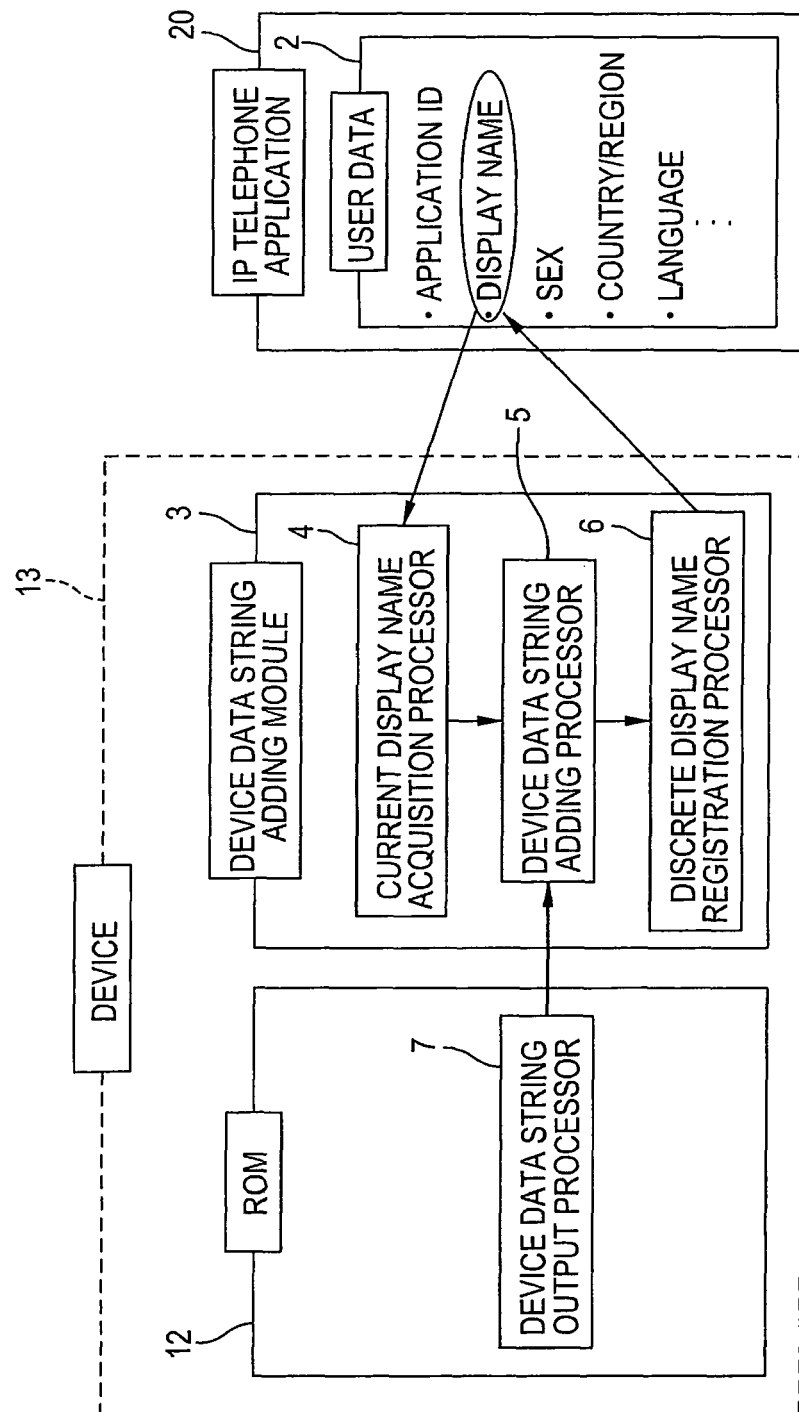 13
DEVICE
12
ROM
7
DEVICE DATA STRING
OUTPUT PROCESSOR
3
DEVICE DATA STRING
ADDING MODULE
4
CURRENT DISPLAY NAME
ACQUISITION PROCESSOR
5
DEVICE DATA STRING
ADDING PROCESSOR
6
DISCRETE DISPLAY NAME
REGISTRATION PROCESSOR
20
IP TELEPHONE
APPLICATION
2
USER DATA
• APPLICATION ID
• DISPLAY NAME
• SEX
• COUNTRY/REGION
• LANGUAGE
⋮